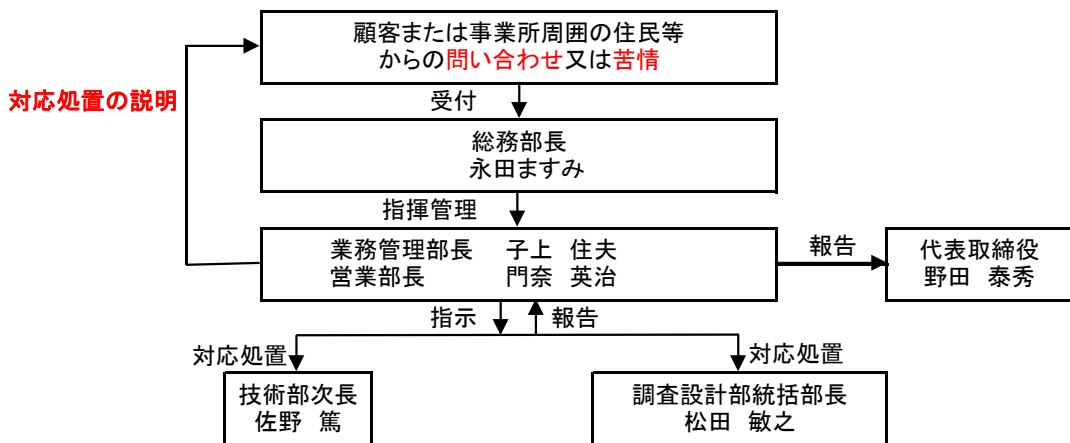 顧客または事業所周囲の住民等
からの問い合わせ又は苦情
対応処置の説明
受付
総務部長
永田ますみ
指揮管理
業務管理部長　子上　住夫
営業部長　門奈　英治
報告
代表取締役
野田　泰秀
指示
報告
対応処置
対応処置
技術部次長
佐野　篤
調査設計部統括部長
松田　敏之